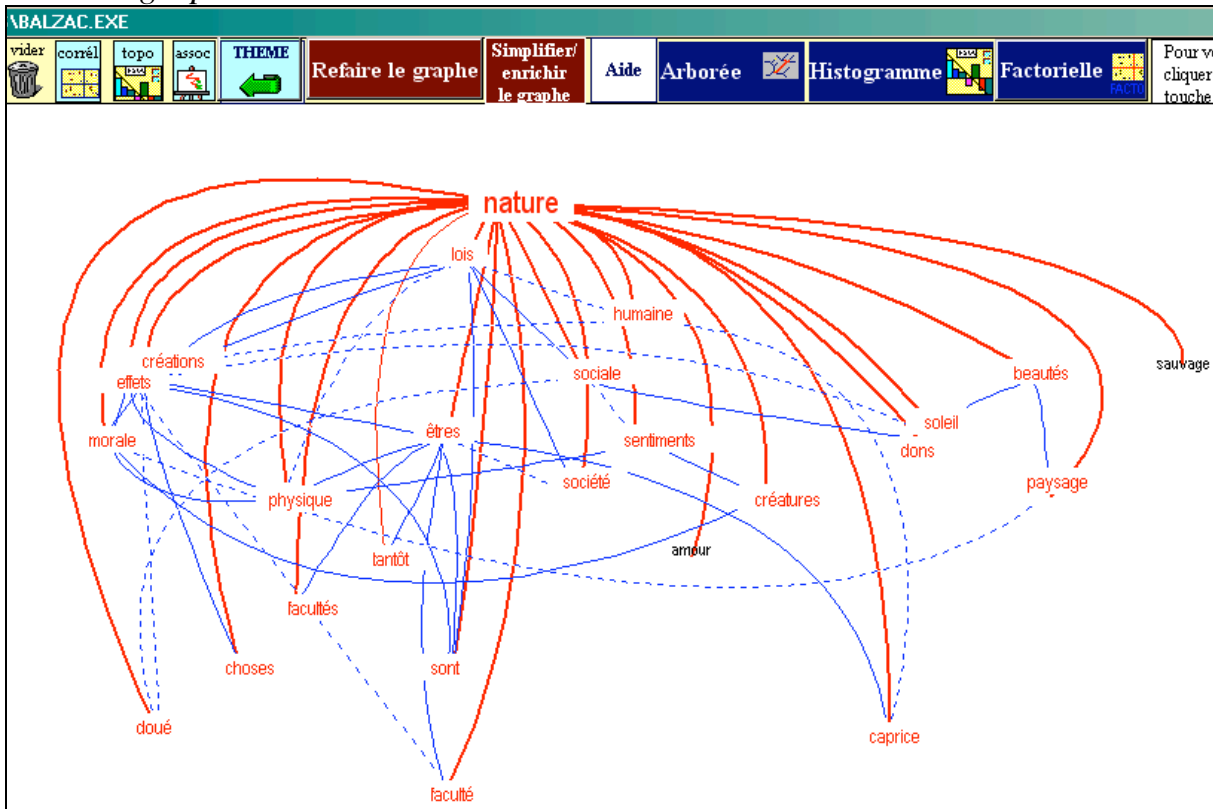 \BALZAC.EXE
vider corrél topo assoc THEME
Refaire le graphe
Simplifier/
enrichir
le graphe
Aide Arborée Histogramme Factorielle
FACTO
Pour
cliquer
touche
nature
lois
humaine
créations
effets
sociale
beautés
sauvage
morale
êtres
sentiments
soleil
dons
physique
société
créatures
paysage
tantôt
amour
facultés
choses
sont
doué
caprice
faculté